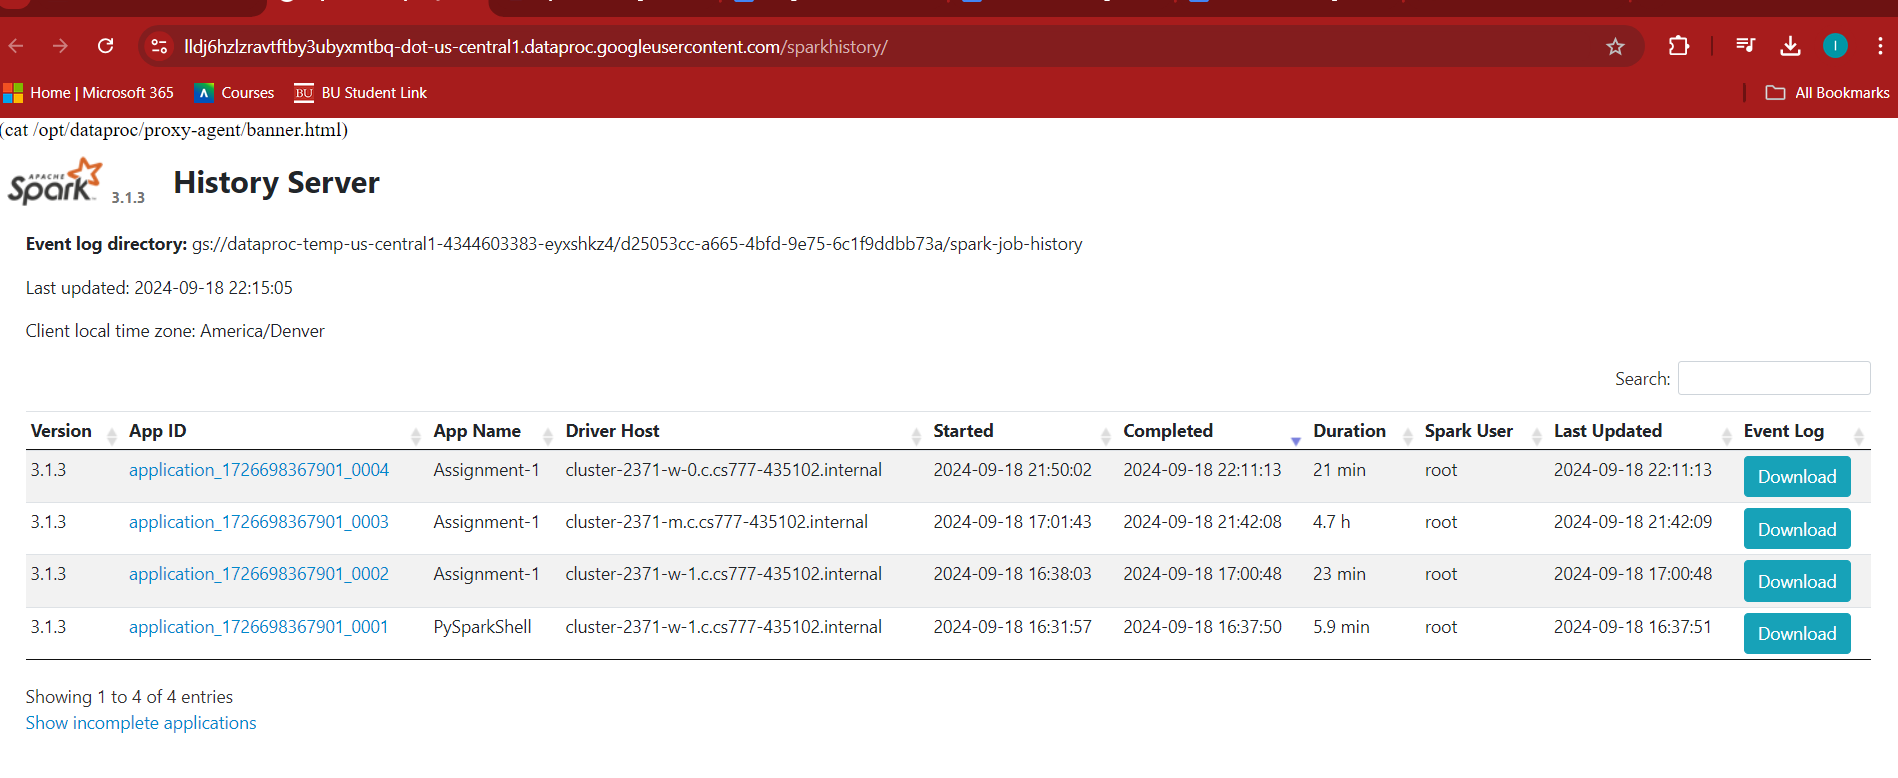 lldj6hzlzravtftby3ubyxmtbq-dot-us-central1.dataproc.googleusercontent.com/sparkhistory/
I
Home | Microsoft 365 Courses BU BU Student Link All Bookmarks
(cat /opt/dataproc/proxy-agent/banner.html)
APACHE Spark 3.1.3 History Server
Event log directory: gs://dataproc-temp-us-central1-4344603383-eyxshkz4/d25053cc-a665-4bfd-9e75-6c1f9ddbb73a/spark-job-history
Last updated: 2024-09-18 22:15:05
Client local time zone: America/Denver
Search:
Version App ID App Name Driver Host Started Completed Duration Spark User Last Updated Event Log
3.1.3 application_1726698367901_0004 Assignment-1 cluster-2371-w-0.c.cs777-435102.internal 2024-09-18 21:50:02 2024-09-18 22:11:13 21 min root 2024-09-18 22:11:13 Download
3.1.3 application_1726698367901_0003 Assignment-1 cluster-2371-m.c.cs777-435102.internal 2024-09-18 17:01:43 2024-09-18 21:42:08 4.7 h root 2024-09-18 21:42:09 Download
3.1.3 application_1726698367901_0002 Assignment-1 cluster-2371-w-1.c.cs777-435102.internal 2024-09-18 16:38:03 2024-09-18 17:00:48 23 min root 2024-09-18 17:00:48 Download
3.1.3 application_1726698367901_0001 PySparkShell cluster-2371-w-1.c.cs777-435102.internal 2024-09-18 16:31:57 2024-09-18 16:37:50 5.9 min root 2024-09-18 16:37:51 Download
Showing 1 to 4 of 4 entries
Show incomplete applications